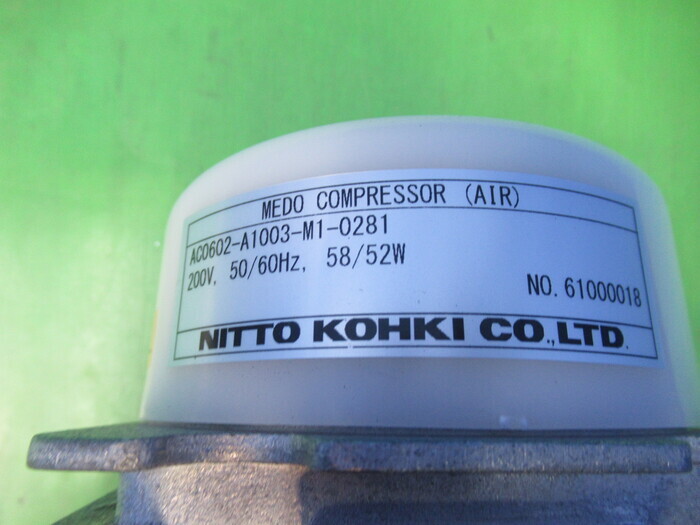 MEDO COMPRESSOR (AIR)
AC0602-A1003-M1-0281
200V, 50/60Hz, 58/52W
NO. 61000018
NITTO KOHKI CO.,LTD.